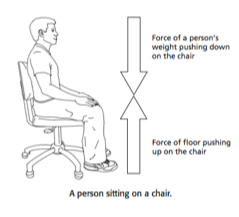 Force of a person's
weight pushing down
on the chair
Force of floor pushing
up on the chair
A person sitting on a chair.